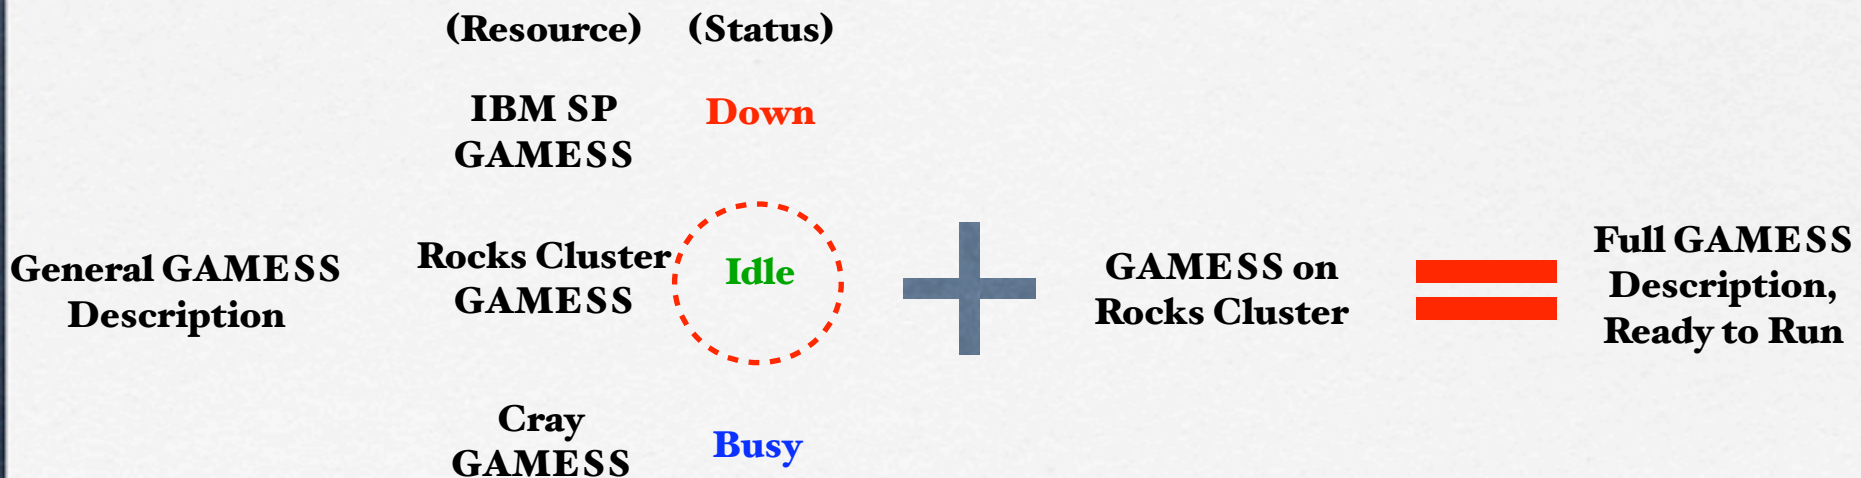 (Resource) (Status)
IBM SP
GAMESS
Down
General GAMESS
Description
Rocks Cluster
GAMESS
Idle
GAMESS on
Rocks Cluster
Full GAMESS
Description,
Ready to Run
Cray
GAMESS
Busy